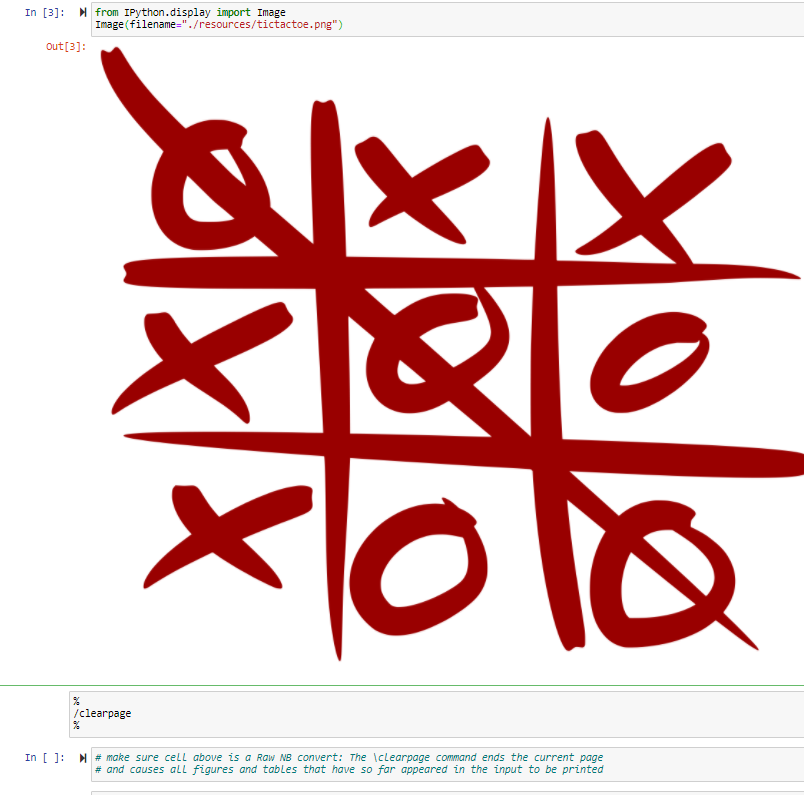 In [3]:
from IPython.display import Image
Image(filename="./resources/tictactoe.png")
Out[3]:
O X X
X O O
X O O
%
/clearpage
%
In [ ]:
# make sure cell above is a Raw NB convert: The \clearpage command ends the current page
# and causes all figures and tables that have so far appeared in the input to be printed